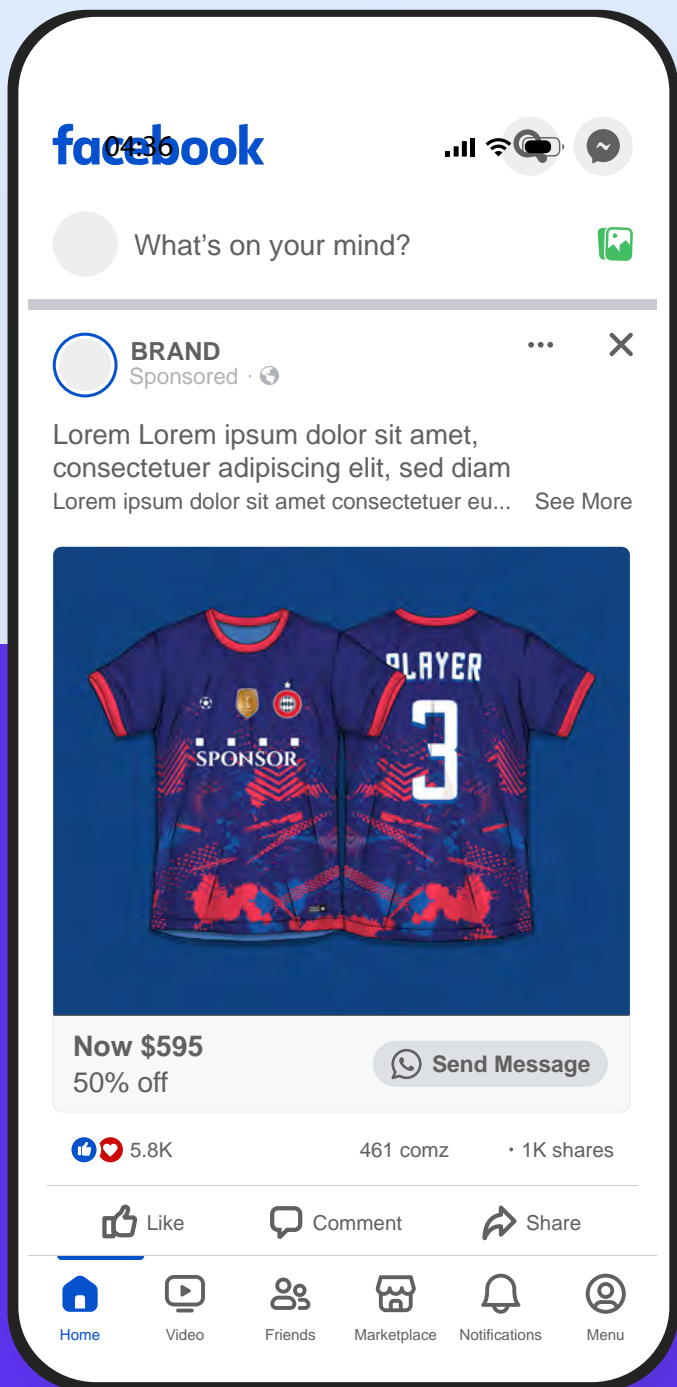 facebook
04:36
What's on your mind?
BRAND
Sponsored ·
Lorem Lorem ipsum dolor sit amet,
consectetuer adipiscing elit, sed diam
Lorem ipsum dolor sit amet consectetuer eu... See More
PLAYER
3
SPONSOR
Now $595
50% off
Send Message
5.8K 461 comz · 1K shares
Like Comment Share
Home Video Friends Marketplace Notifications Menu